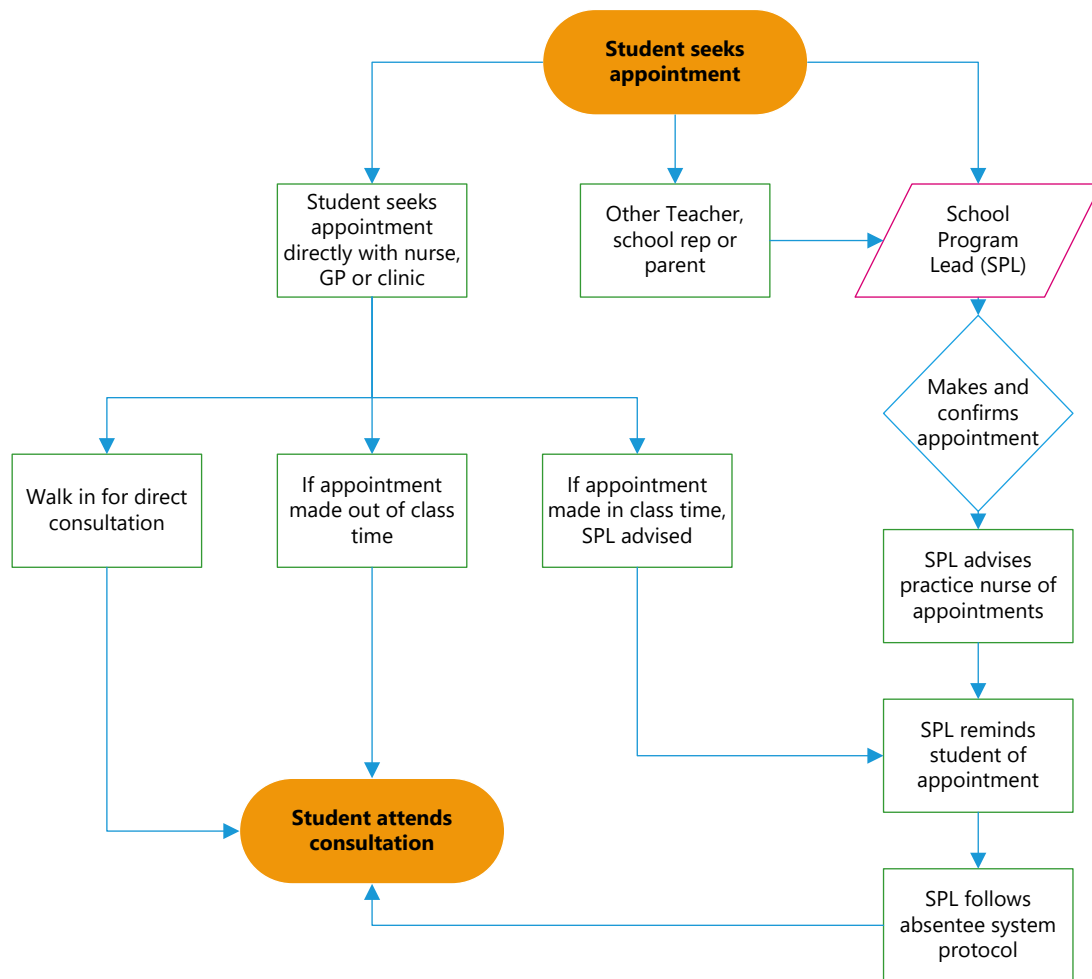 Student seeks
appointment
Student seeks
appointment
directly with nurse,
GP or clinic
Other Teacher,
school rep or
parent
School
Program
Lead (SPL)
Makes and
confirms
appointment
Walk in for direct
consultation
If appointment
made out of class
time
If appointment
made in class time,
SPL advised
SPL advises
practice nurse of
appointments
SPL reminds
student of
appointment
Student attends
consultation
SPL follows
absentee system
protocol